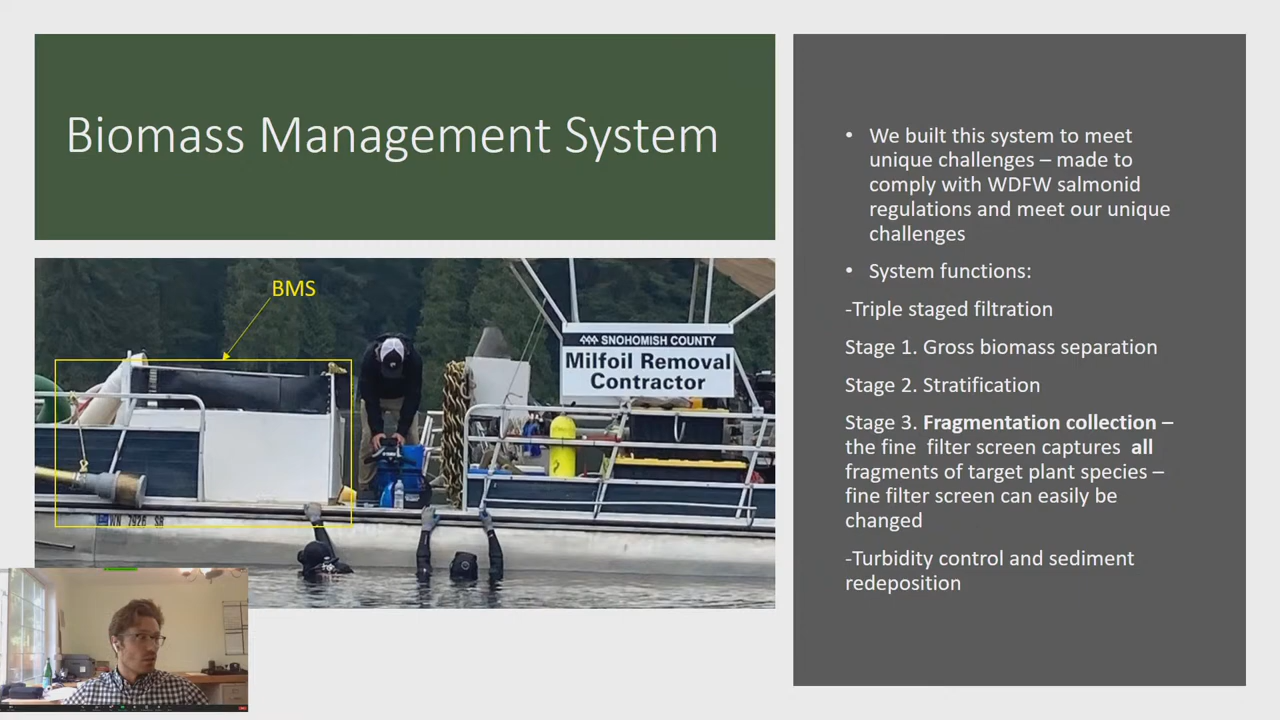 Biomass Management System
BMS
SNOHOMISH COUNTY
Milfoil Removal
Contractor
• We built this system to meet
unique challenges – made to
comply with WDFW salmonid
regulations and meet our unique
challenges
• System functions:
-Triple staged filtration
Stage 1. Gross biomass separation
Stage 2. Stratification
Stage 3. Fragmentation collection –
the fine filter screen captures all
fragments of target plant species –
fine filter screen can easily be
changed
-Turbidity control and sediment
redeposition